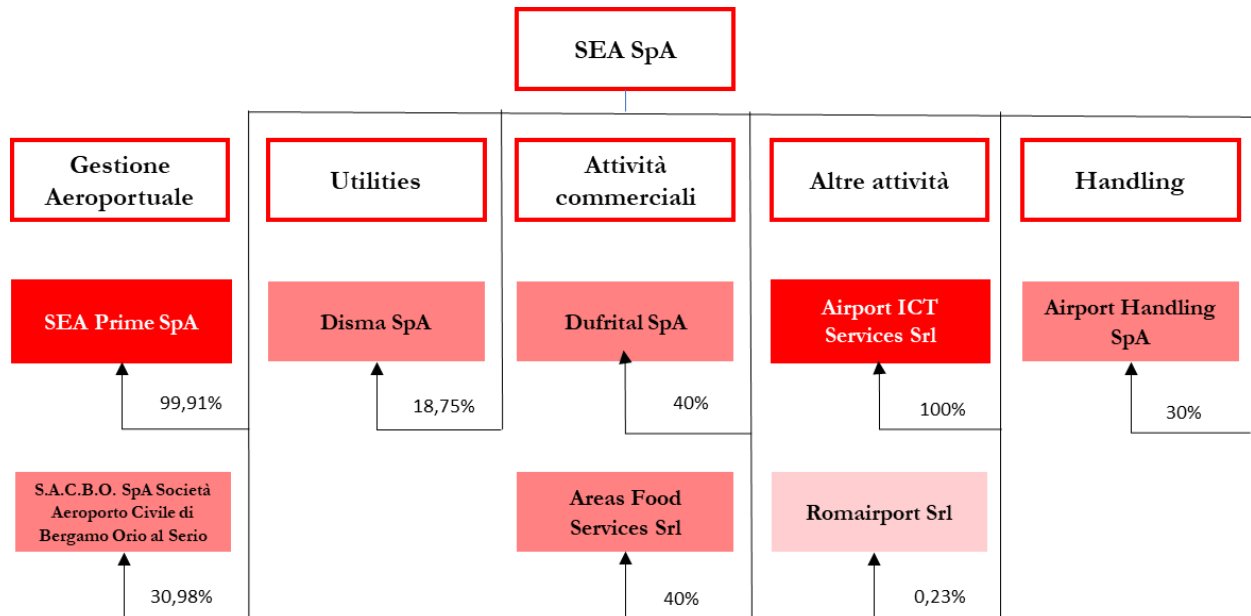 SEA SpA
Gestione
Aeroportuale
Utilities
Attività
commerciali
Altre attività
Handling
SEA Prime SpA
Disma SpA
Dufrital SpA
Airport ICT
Services Srl
Airport Handling
SpA
99,91%
18,75%
40%
100%
30%
S.A.C.B.O. SpA Società
Aeroporto Civile di
Bergamo Orio al Serio
Areas Food
Services Srl
Romairport Srl
30,98%
40%
0,23%